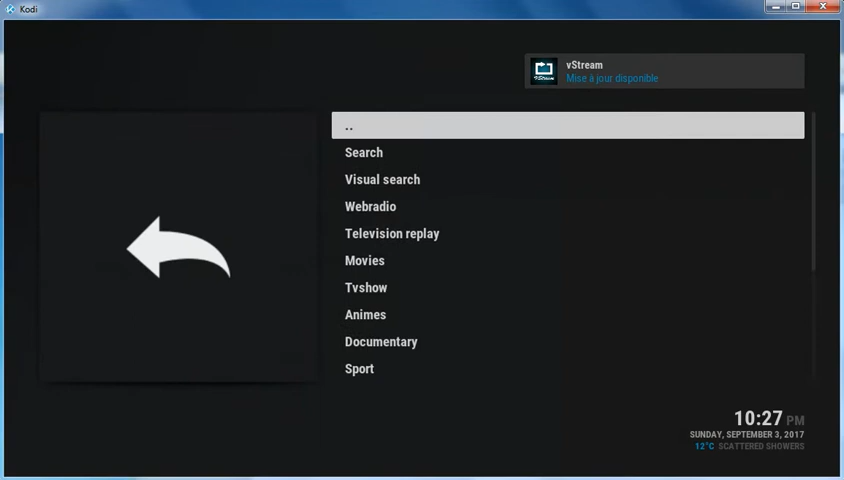 Kodi
vStream
Mise à jour disponible
..
Search
Visual search
Webradio
Television replay
Movies
Tvshow
Animes
Documentary
Sport
10:27 PM
SUNDAY, SEPTEMBER 3, 2017
12°C SCATTERED SHOWERS